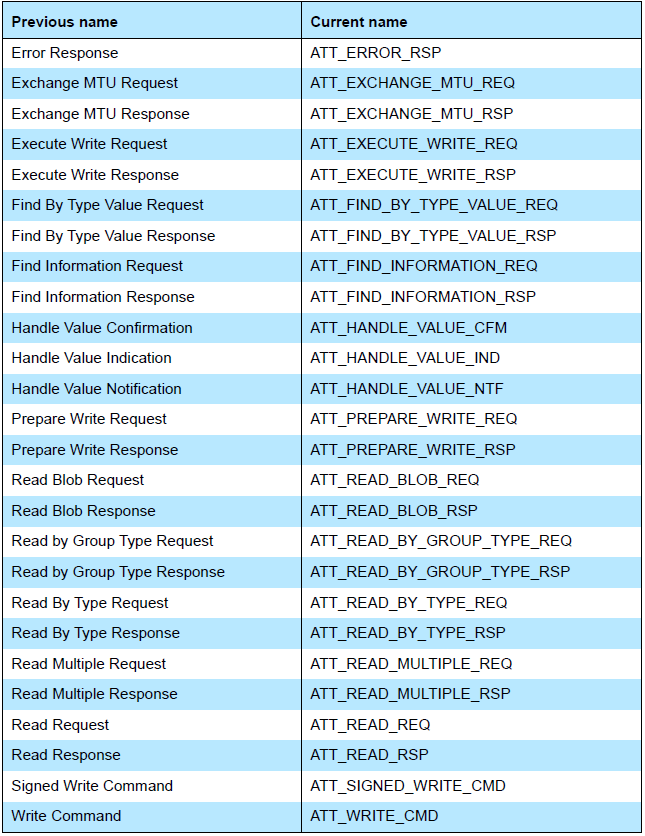 Previous name Current name
Error Response ATT_ERROR_RSP
Exchange MTU Request ATT_EXCHANGE_MTU_REQ
Exchange MTU Response ATT_EXCHANGE_MTU_RSP
Execute Write Request ATT_EXECUTE_WRITE_REQ
Execute Write Response ATT_EXECUTE_WRITE_RSP
Find By Type Value Request ATT_FIND_BY_TYPE_VALUE_REQ
Find By Type Value Response ATT_FIND_BY_TYPE_VALUE_RSP
Find Information Request ATT_FIND_INFORMATION_REQ
Find Information Response ATT_FIND_INFORMATION_RSP
Handle Value Confirmation ATT_HANDLE_VALUE_CFM
Handle Value Indication ATT_HANDLE_VALUE_IND
Handle Value Notification ATT_HANDLE_VALUE_NTF
Prepare Write Request ATT_PREPARE_WRITE_REQ
Prepare Write Response ATT_PREPARE_WRITE_RSP
Read Blob Request ATT_READ_BLOB_REQ
Read Blob Response ATT_READ_BLOB_RSP
Read by Group Type Request ATT_READ_BY_GROUP_TYPE_REQ
Read by Group Type Response ATT_READ_BY_GROUP_TYPE_RSP
Read By Type Request ATT_READ_BY_TYPE_REQ
Read By Type Response ATT_READ_BY_TYPE_RSP
Read Multiple Request ATT_READ_MULTIPLE_REQ
Read Multiple Response ATT_READ_MULTIPLE_RSP
Read Request ATT_READ_REQ
Read Response ATT_READ_RSP
Signed Write Command ATT_SIGNED_WRITE_CMD
Write Command ATT_WRITE_CMD